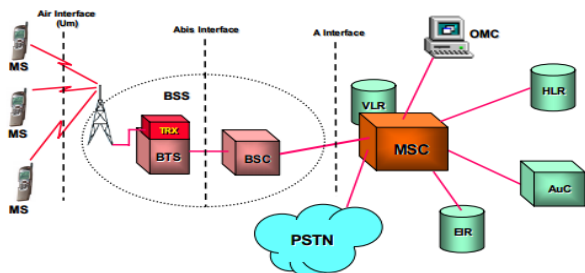 Air Interface
(Um)
Abis Interface
A Interface
MS
MS
MS
BSS
TRX
BTS
BSC
VLR
MSC
OMC
HLR
AuC
EIR
PSTN